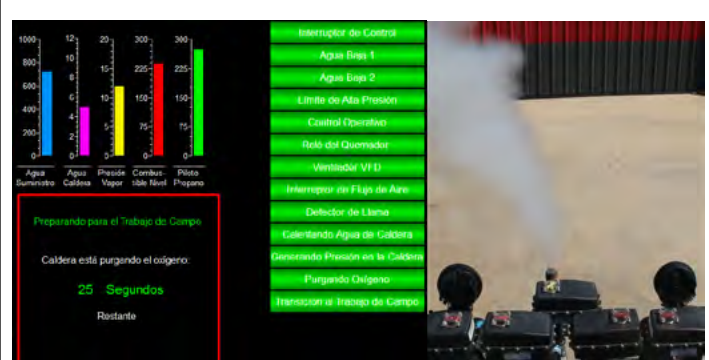 1000
800
600
400
200
0
12
10
8
6
4
2
0
20
15
10
5
0
300
225
150
75
0
300
225
150
75
0
Agua Suministro
Agua Caldera
Presión Vapor
Combus-tible Nivel
Piloto Propano
Preparando para el Trabajo de Campo
Caldera está purgando el oxígeno:
25 Segundos
Restante
Interruptor de Control
Agua Baja 1
Agua Baja 2
Límite de Alta Presión
Control Operativo
Relé del Quemador
Ventilador VFD
Interruptor de Flujo de Aire
Detector de Llama
Calentando Agua de Caldera
Generando Presión en la Caldera
Purgando Oxígeno
Transición al Trabajo de Campo